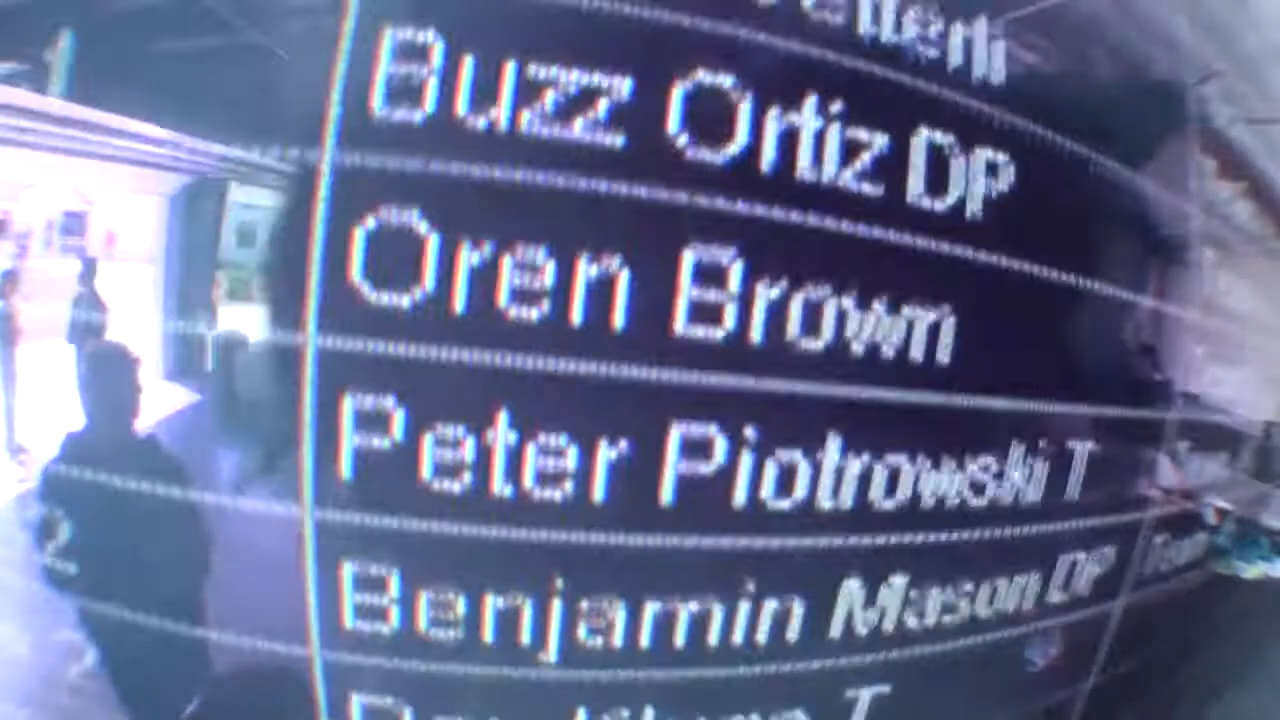 Buzz Ortiz DP
Oren Brown
Peter Piotrowski T
Benjamin Mason DP